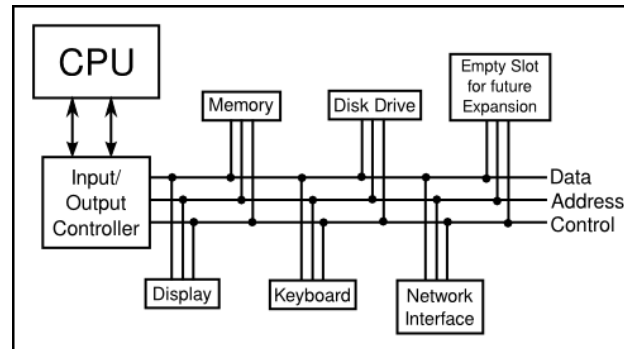 CPU
Memory
Disk Drive
Empty Slot
for future
Expansion
Input/
Output
Controller
Data
Address
Control
Display
Keyboard
Network
Interface